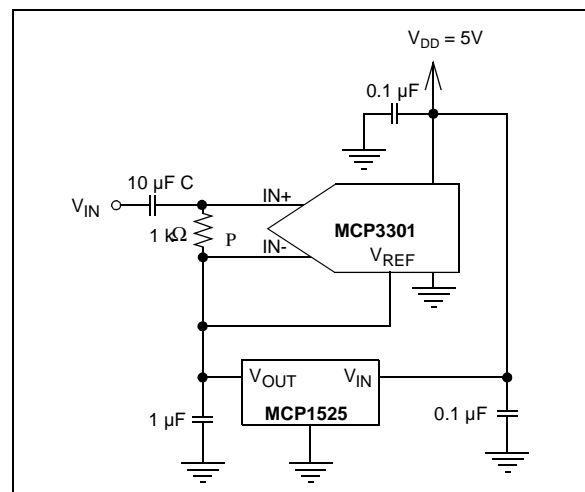 V_DD = 5V
0.1 µF
10 µF C
V_IN
IN+
1 kΩ P
IN-
MCP3301
V_REF
V_OUT
V_IN
MCP1525
1 µF
0.1 µF